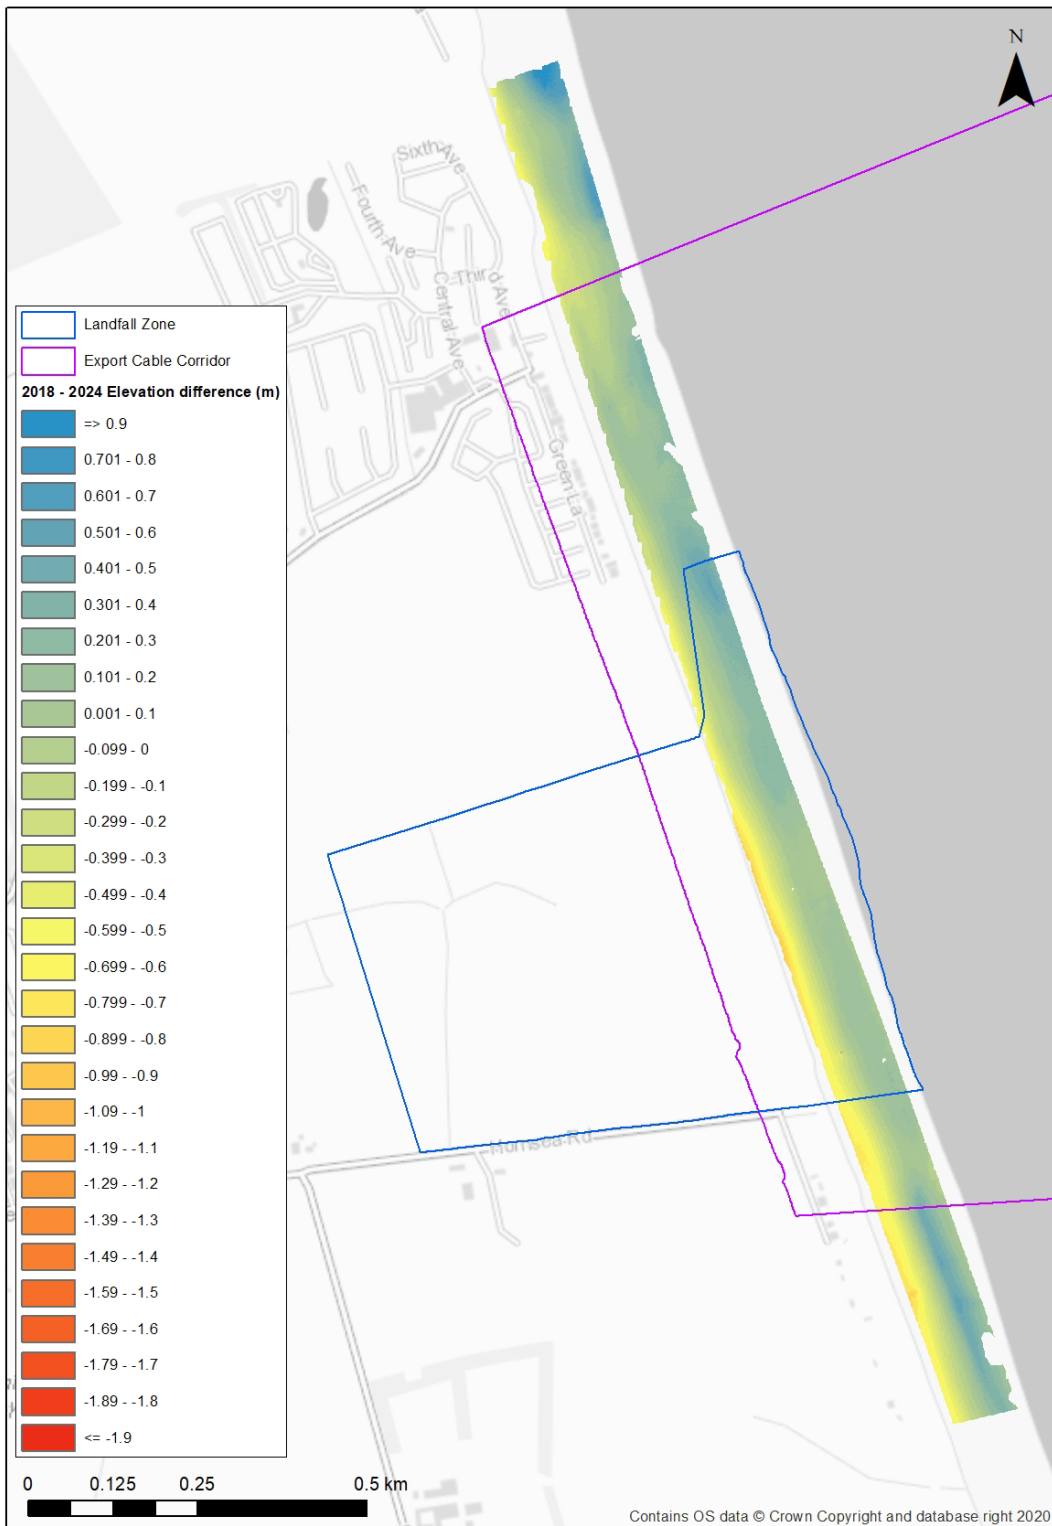 N
Sixth Ave
Fourth Ave
Third Ave
Central Ave
Green La
Hornsea Rd
Landfall Zone
Export Cable Corridor
2018 - 2024 Elevation difference (m)
=> 0.9
0.701 - 0.8
0.601 - 0.7
0.501 - 0.6
0.401 - 0.5
0.301 - 0.4
0.201 - 0.3
0.101 - 0.2
0.001 - 0.1
-0.099 - 0
-0.199 - -0.1
-0.299 - -0.2
-0.399 - -0.3
-0.499 - -0.4
-0.599 - -0.5
-0.699 - -0.6
-0.799 - -0.7
-0.899 - -0.8
-0.99 - -0.9
-1.09 - -1
-1.19 - -1.1
-1.29 - -1.2
-1.39 - -1.3
-1.49 - -1.4
-1.59 - -1.5
-1.69 - -1.6
-1.79 - -1.7
-1.89 - -1.8
<= -1.9
0 0.125 0.25 0.5 km
Contains OS data © Crown Copyright and database right 2020